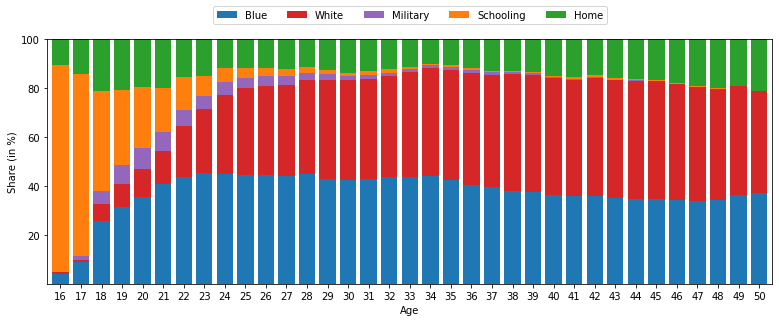 Blue White Military Schooling Home
100
80
60
40
20
Share (in %)
16 17 18 19 20 21 22 23 24 25 26 27 28 29 30 31 32 33 34 35 36 37 38 39 40 41 42 43 44 45 46 47 48 49 50
Age